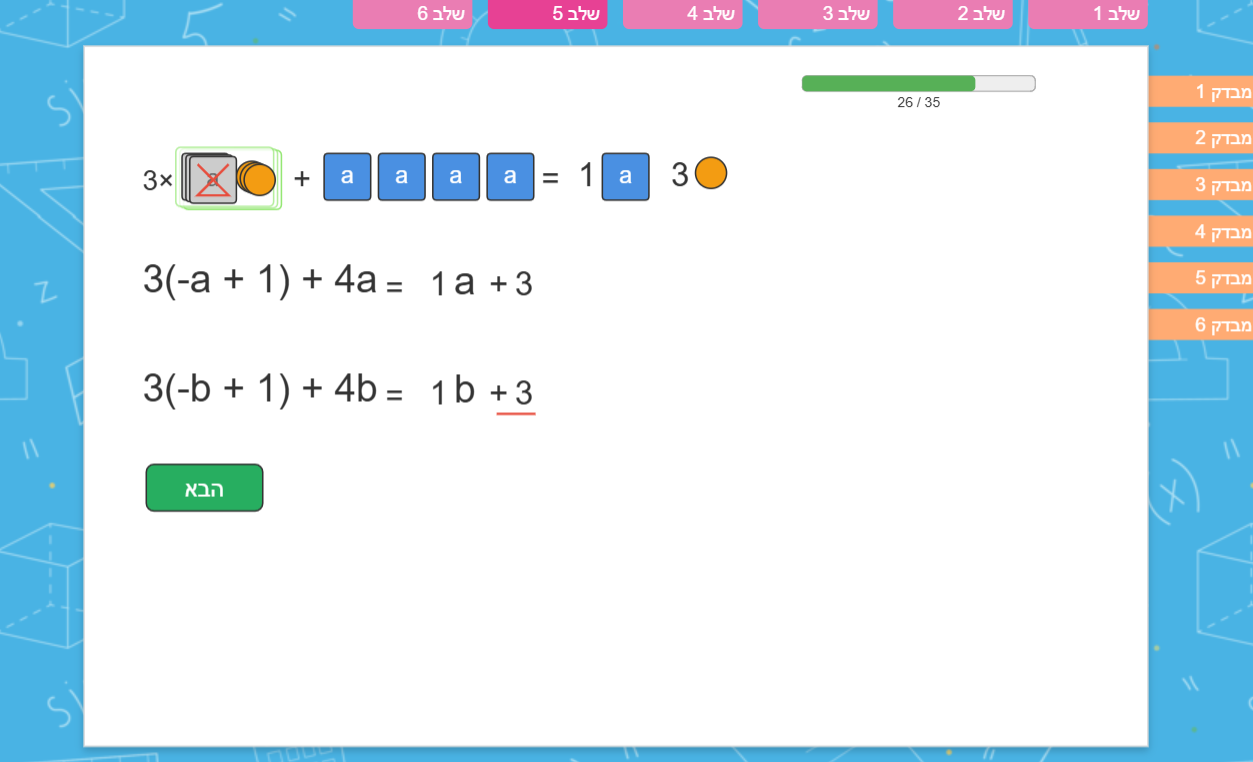 שלב 1 שלב 2 שלב 3 שלב 4 שלב 5 שלב 6
26 / 35
מבדק 1
מבדק 2
מבדק 3
מבדק 4
מבדק 5
מבדק 6
3× a + a a a a = 1 a 3
3(-a + 1) + 4a = 1a + 3
3(-b + 1) + 4b = 1b + 3
הבא